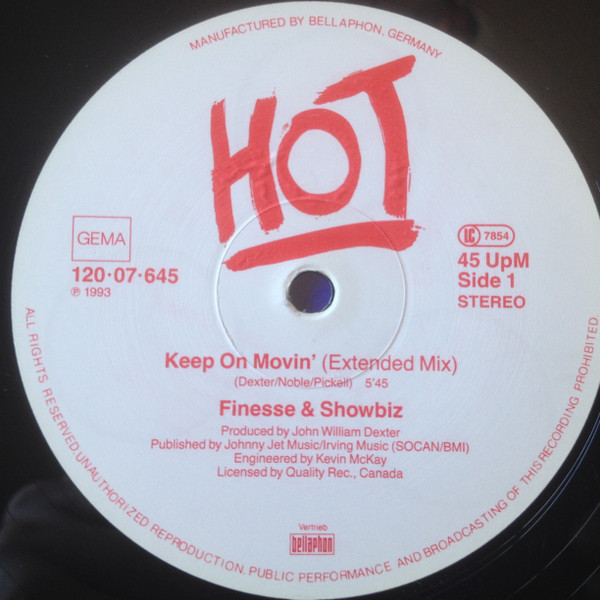 MANUFACTURED BY BELLAPHON, GERMANY
HOT
GEMA
120·07·645
℗ 1993
LC 7854
45 UpM
Side 1
STEREO
Keep On Movin' (Extended Mix)
(Dexter/Noble/Pickell) 5'45
Finesse & Showbiz
Produced by John William Dexter
Published by Johnny Jet Music/Irving Music (SOCAN/BMI)
Engineered by Kevin McKay
Licensed by Quality Rec., Canada
Vertrieb
bellaphon
ALL RIGHTS RESERVED. UNAUTHORIZED REPRODUCTION, PUBLIC PERFORMANCE AND BROADCASTING OF THIS RECORDING PROHIBITED.